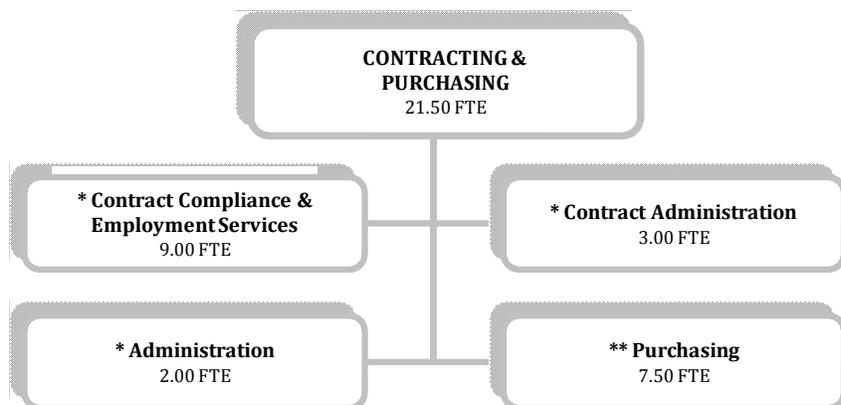 CONTRACTING &
PURCHASING
21.50 FTE
* Contract Compliance &
Employment Services
9.00 FTE
* Contract Administration
3.00 FTE
* Administration
2.00 FTE
** Purchasing
7.50 FTE